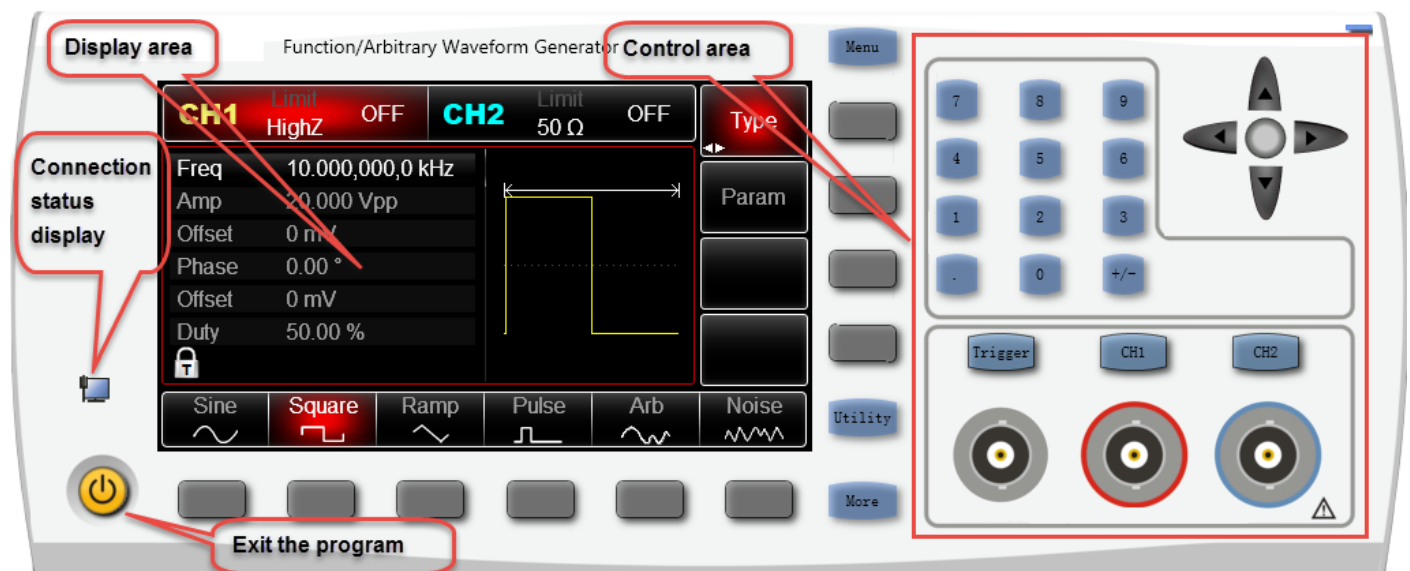 Display area
Function/Arbitrary Waveform Generator
Control area
Menu
CH1 Limit HighZ OFF
CH2 Limit 50 Ω OFF
Type
Connection
status
display
Freq 10.000,000,0 kHz
Amp 20.000 Vpp
Offset 0 mV
Phase 0.00 °
Offset 0 mV
Duty 50.00 %
T
Param
Sine Square Ramp Pulse Arb Noise
Utility
More
Exit the program
7 8 9
4 5 6
1 2 3
. 0 +/-
Trigger CH1 CH2